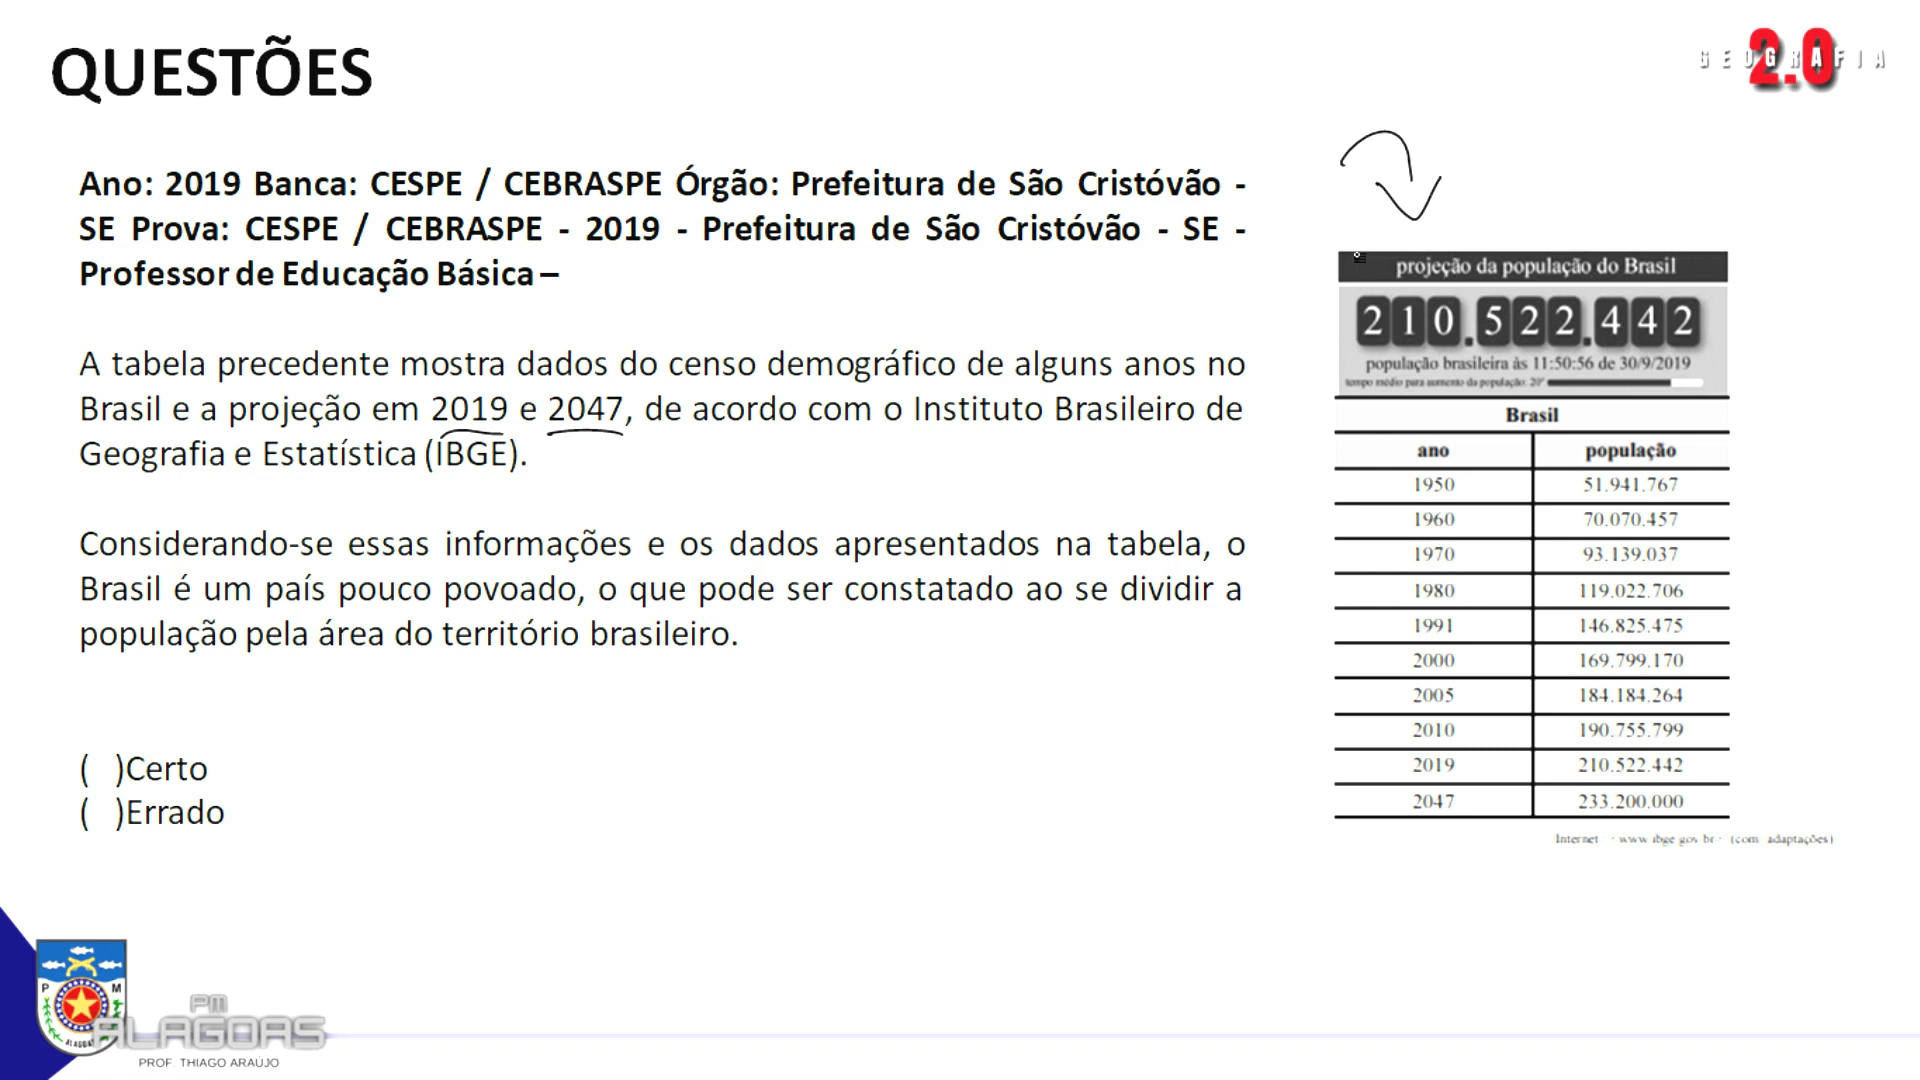 QUESTÕES
GEOGRAFIA
2.0
Ano: 2019 Banca: CESPE / CEBRASPE Órgão: Prefeitura de São Cristóvão -
SE Prova: CESPE / CEBRASPE - 2019 - Prefeitura de São Cristóvão - SE -
Professor de Educação Básica –
A tabela precedente mostra dados do censo demográfico de alguns anos no
Brasil e a projeção em 2019 e 2047, de acordo com o Instituto Brasileiro de
Geografia e Estatística (IBGE).
Considerando-se essas informações e os dados apresentados na tabela, o
Brasil é um país pouco povoado, o que pode ser constatado ao se dividir a
população pela área do território brasileiro.
( )Certo
( )Errado
projeção da população do Brasil
210.522.442
população brasileira às 11:50:56 de 30/9/2019
tempo médio para aumento da população: 20"
Brasil
ano população
1950 51.941.767
1960 70.070.457
1970 93.139.037
1980 119.022.706
1991 146.825.475
2000 169.799.170
2005 184.184.264
2010 190.755.799
2019 210.522.442
2047 233.200.000
Internet www.ibge.gov.br (com adaptações)
P M
ALAGOAS
PM
ALAGOAS
PROF. THIAGO ARAÚJO